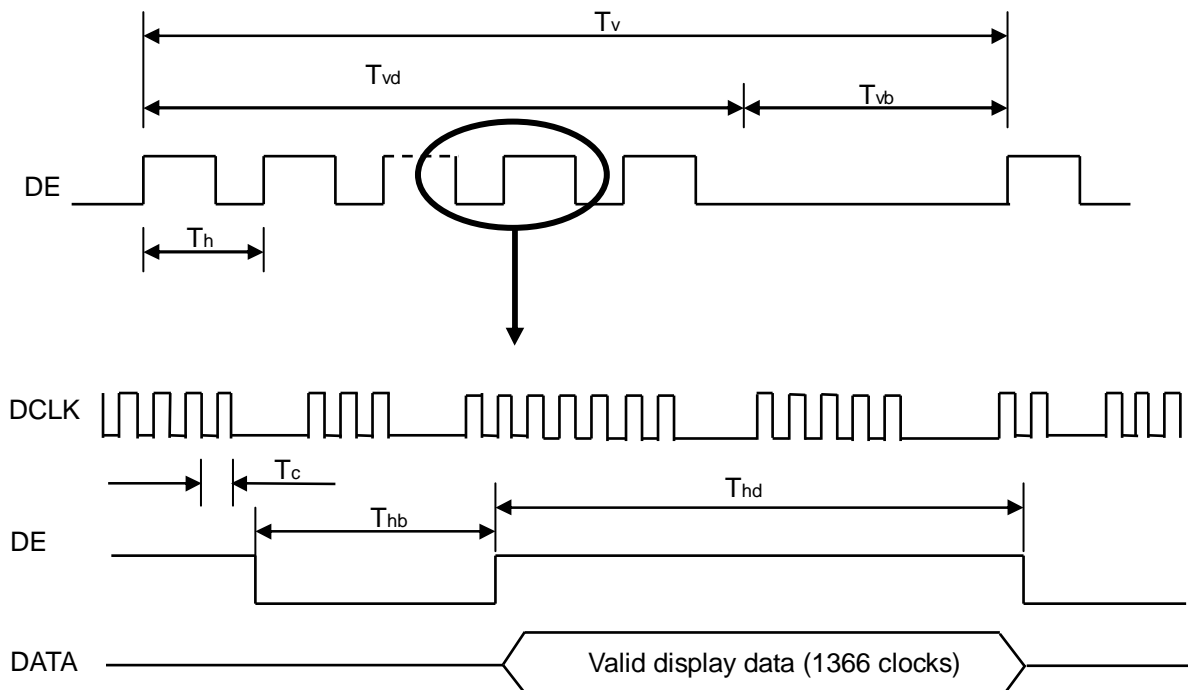 Tv
Tvd
Tvb
DE
Th
DCLK
Tc
Thd
Thb
DE
DATA
Valid display data (1366 clocks)